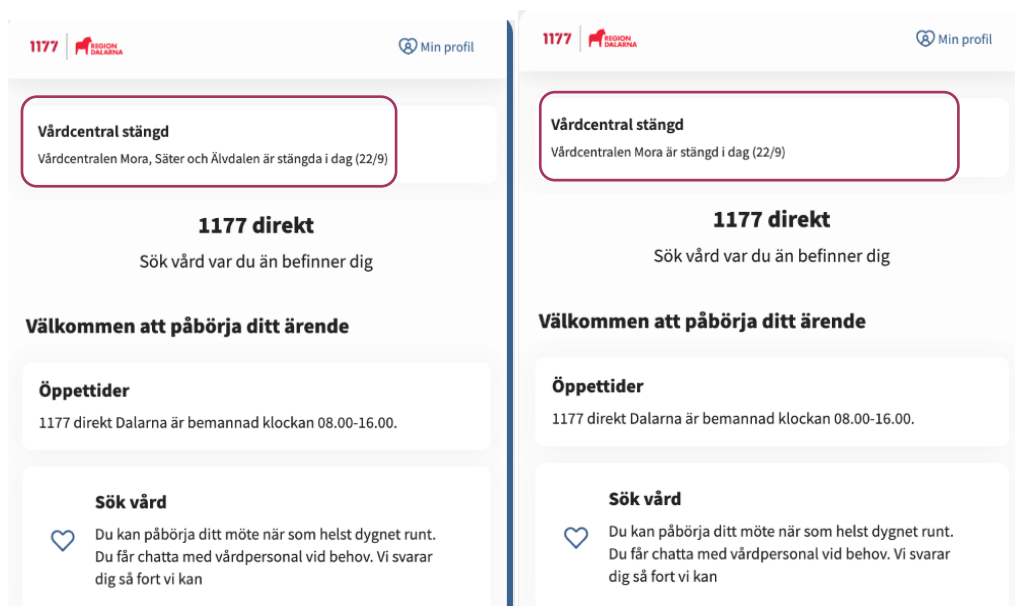 1177 REGION DALARNA Min profil
Vårdcentral stängd
Vårdcentralen Mora, Säter och Älvdalen är stängda i dag (22/9)
1177 direkt
Sök vård var du än befinner dig
Välkommen att påbörja ditt ärende
Öppettider
1177 direkt Dalarna är bemannad klockan 08.00-16.00.
Sök vård
Du kan påbörja ditt möte när som helst dygnet runt.
Du får chatta med vårdpersonal vid behov. Vi svarar
dig så fort vi kan
1177 REGION DALARNA Min profil
Vårdcentral stängd
Vårdcentralen Mora är stängd i dag (22/9)
1177 direkt
Sök vård var du än befinner dig
Välkommen att påbörja ditt ärende
Öppettider
1177 direkt Dalarna är bemannad klockan 08.00-16.00.
Sök vård
Du kan påbörja ditt möte när som helst dygnet runt.
Du får chatta med vårdpersonal vid behov. Vi svarar
dig så fort vi kan